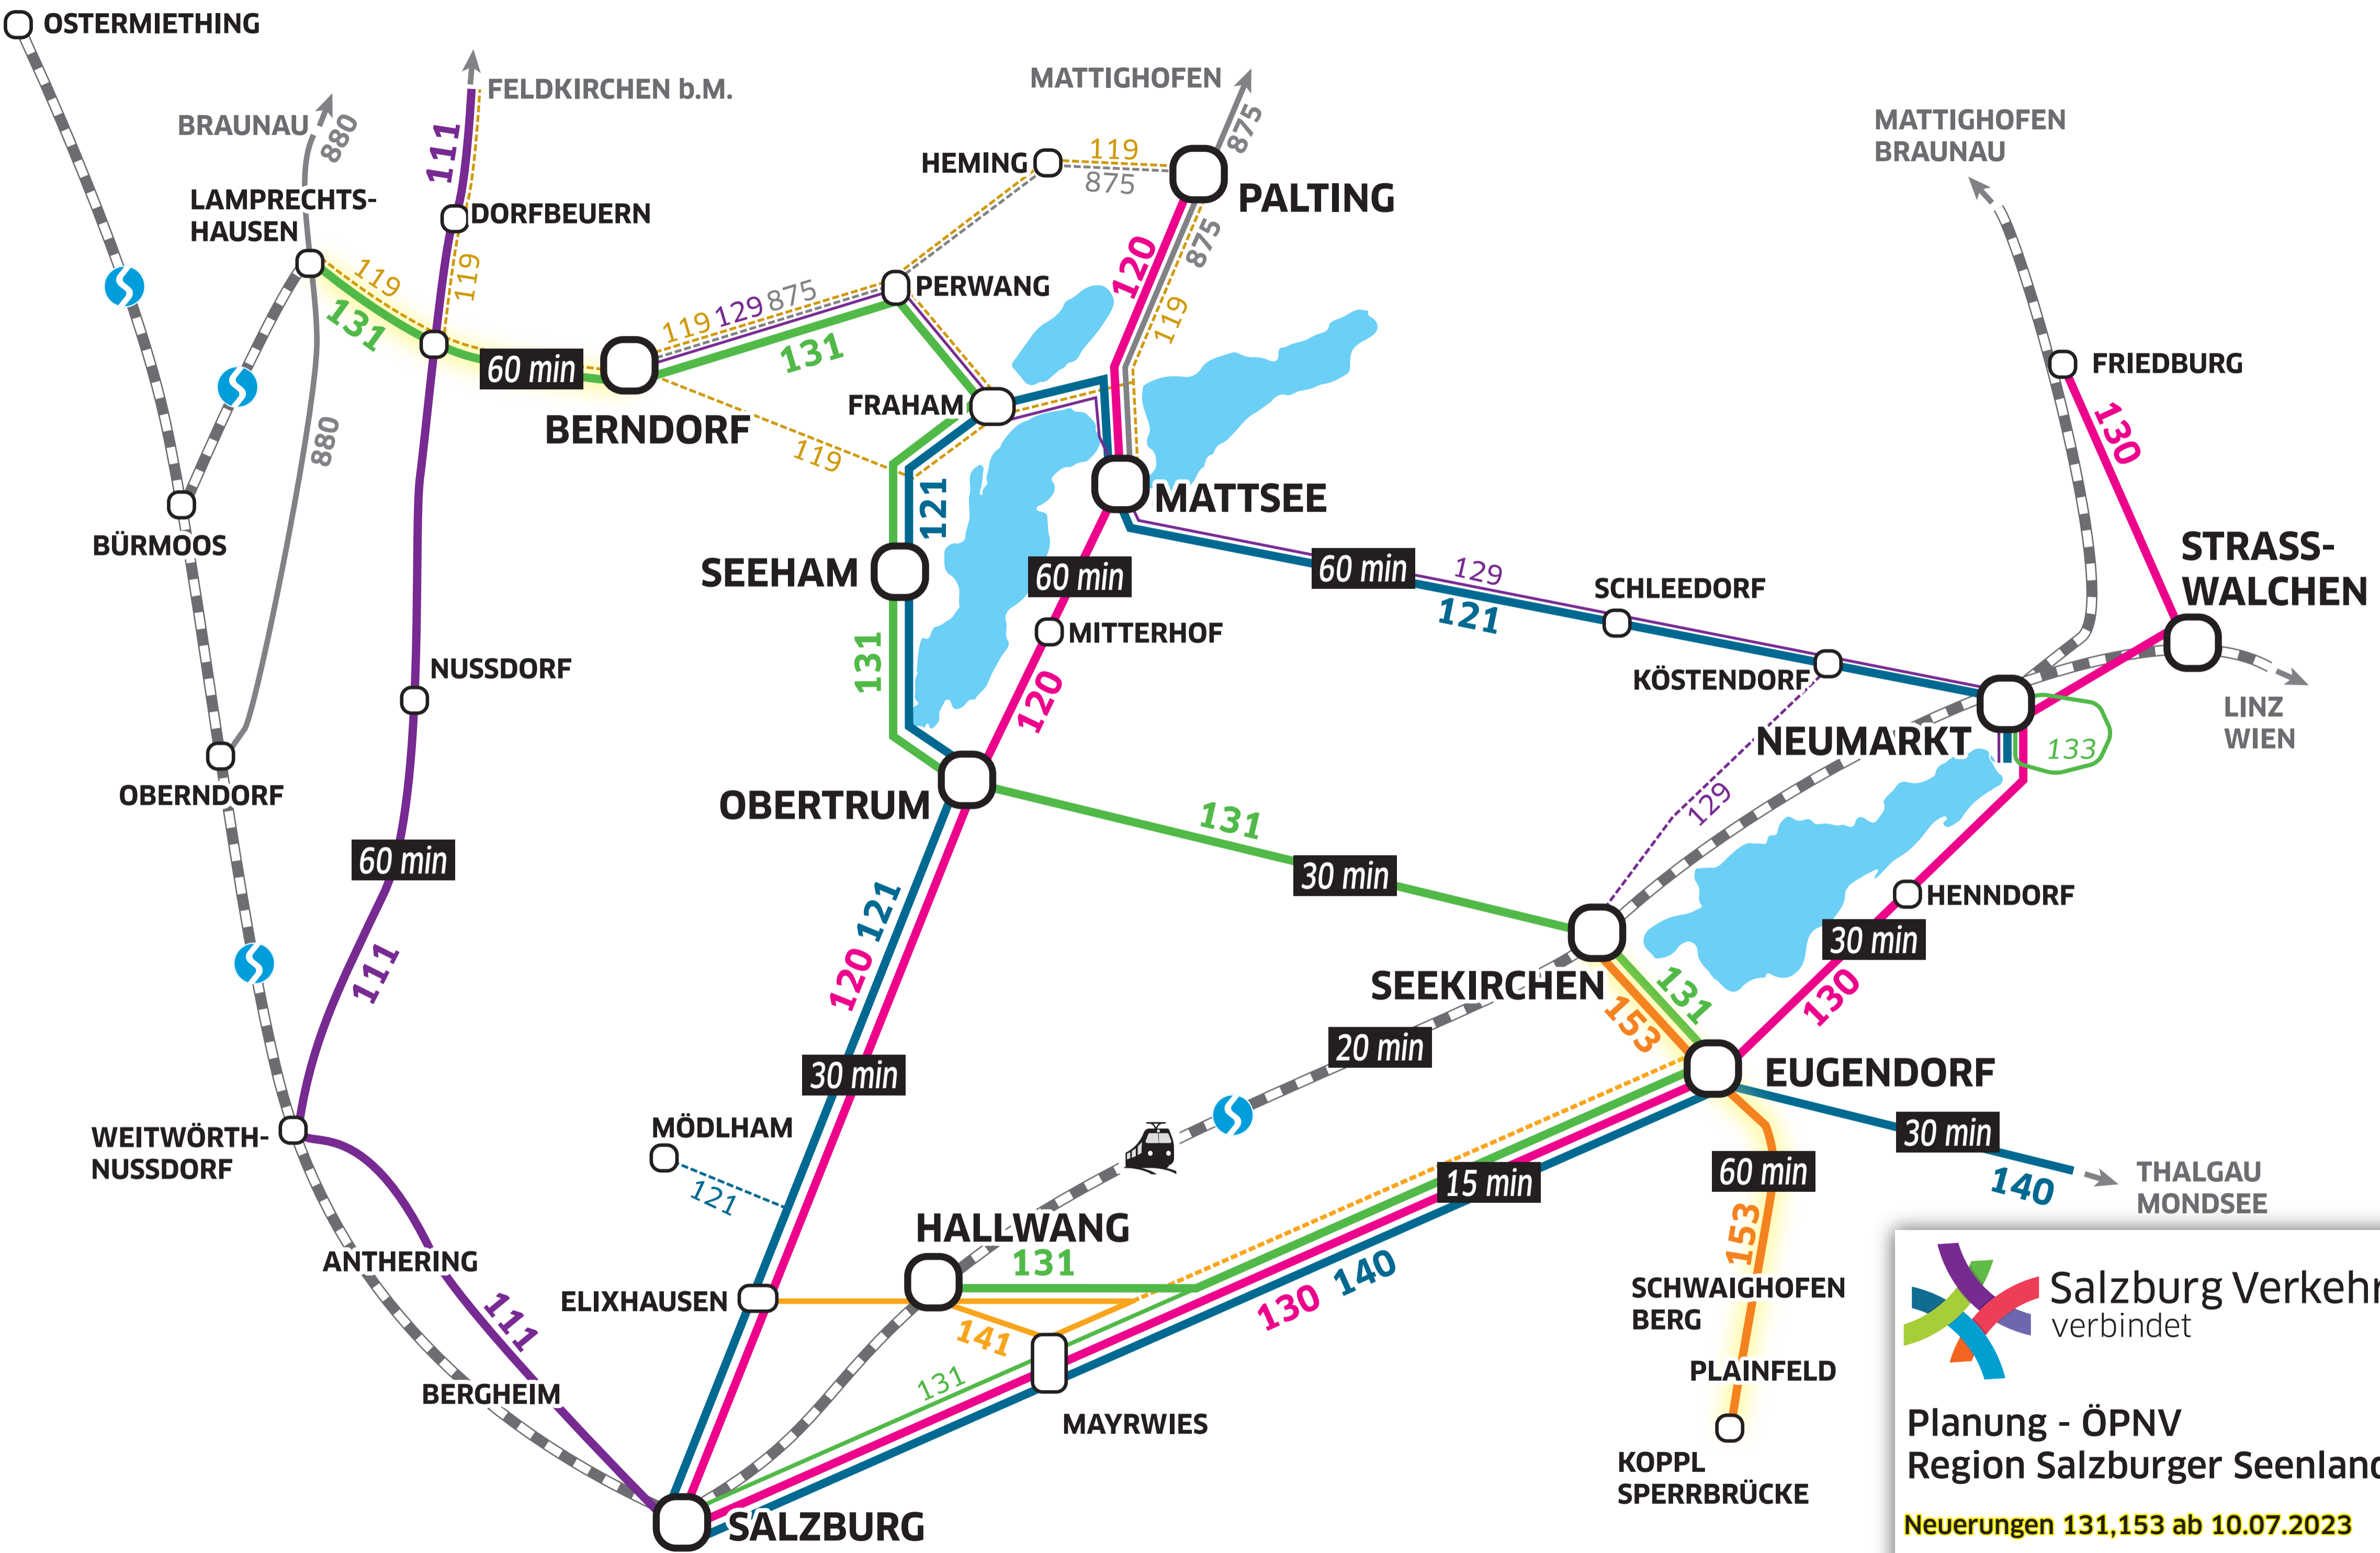 OSTERMIETHING
FELDKIRCHEN b.M.
MATTIGHOFEN
BRAUNAU
880
111
875
MATTIGHOFEN
BRAUNAU
HEMING
119
875
PALTING
LAMPRECHTS-
HAUSEN
DORFBEUERN
119
119
131
120
875
119
PERWANG
119 129 875
131
60 min
BERNDORF
FRAHAM
119
FRIEDBURG
130
880
121
MATTSEE
BÜRMOOS
SEEHAM
60 min
60 min
129
121
SCHLEEDORF
STRASS-
WALCHEN
MITTERHOF
131
120
NUSSDORF
KÖSTENDORF
NEUMARKT
133
LINZ
WIEN
OBERNDORF
OBERTRUM
129
131
60 min
30 min
HENNDORF
30 min
120 121
111
SEEKIRCHEN
131
153
130
20 min
30 min
EUGENDORF
MÖDLHAM
121
WEITWÖRTH-
NUSSDORF
15 min
60 min
30 min
140
THALGAU
MONDSEE
HALLWANG
131
153
ANTHERING
ELIXHAUSEN
141
130 140
111
131
SCHWAIGHOFEN
BERG
PLAINFELD
BERGHEIM
MAYRWIES
KOPPL
SPERRBRÜCKE
SALZBURG
Salzburg Verkehr
verbindet
Planung - ÖPNV
Region Salzburger Seenland
Neuerungen 131,153 ab 10.07.2023